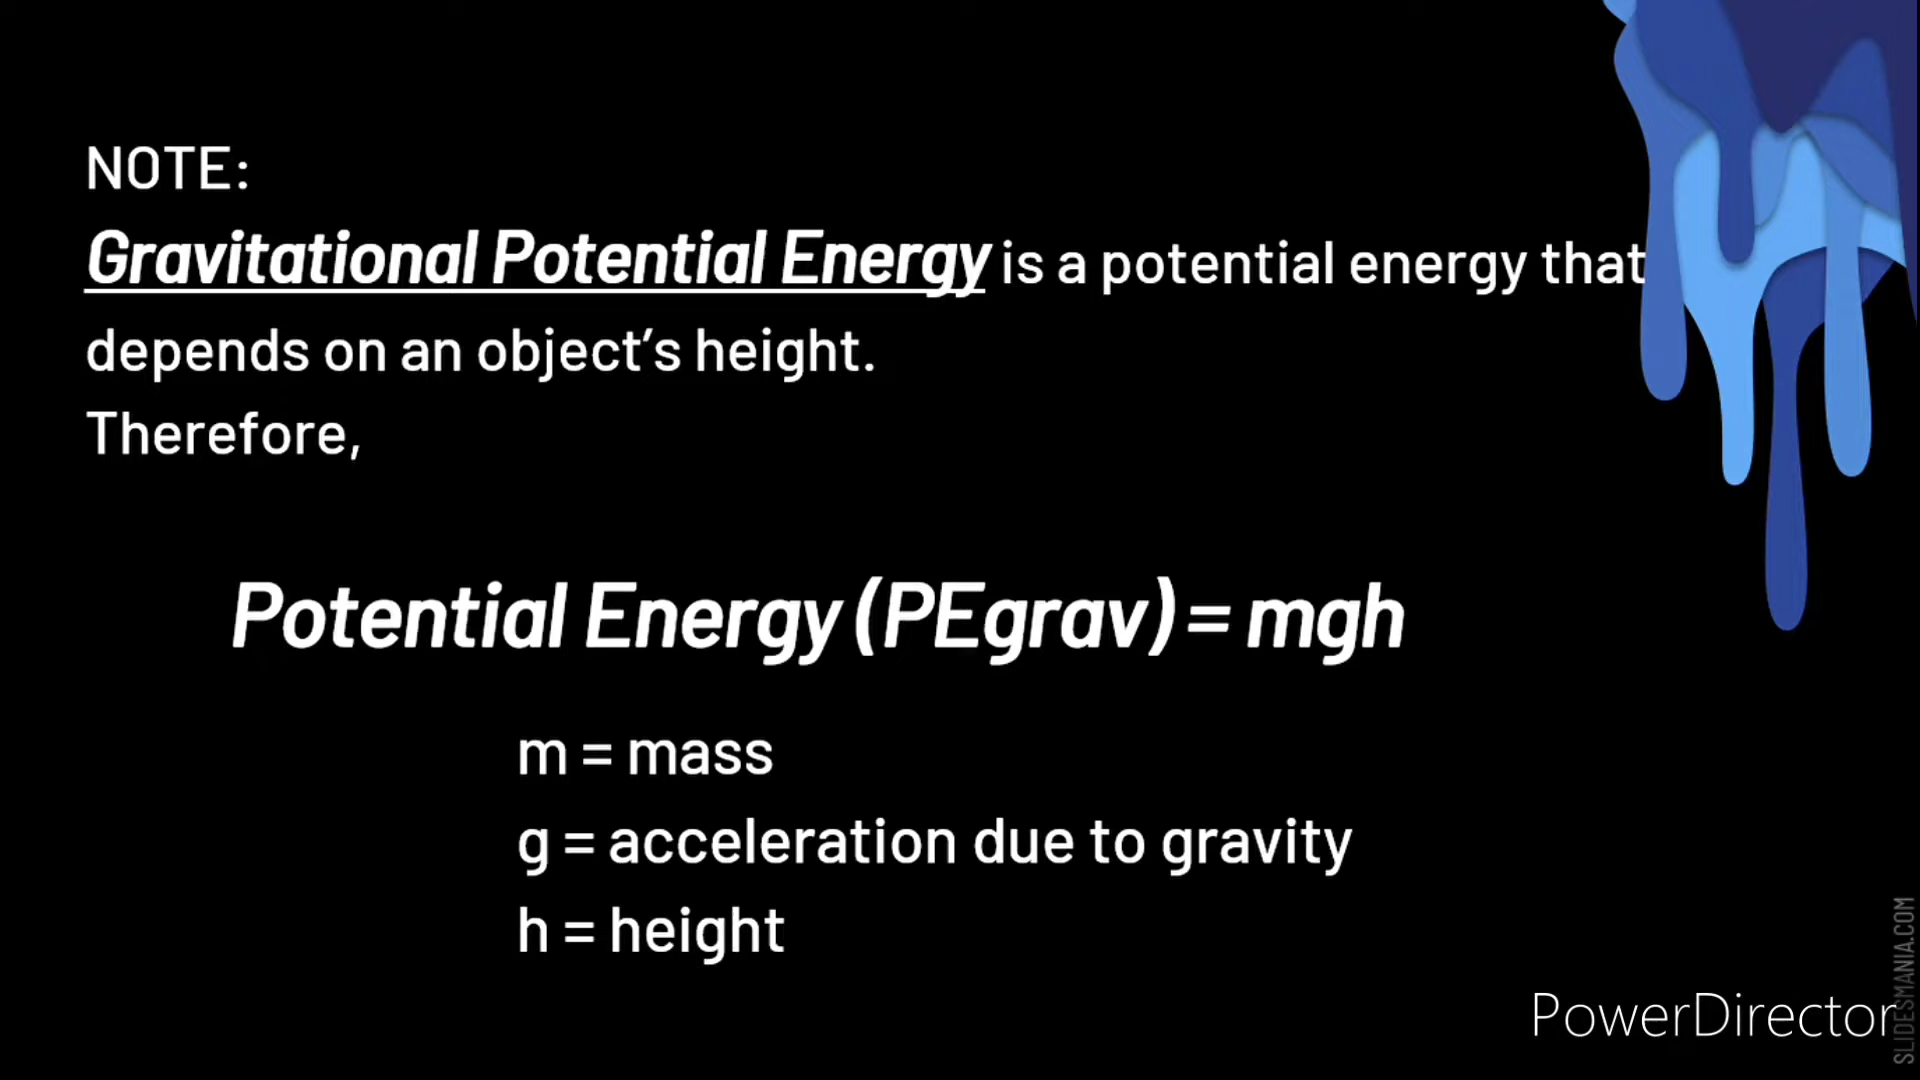 NOTE:
Gravitational Potential Energy is a potential energy that
depends on an object’s height.
Therefore,
Potential Energy (PEgrav) = mgh
m = mass
g = acceleration due to gravity
h = height
PowerDirector
SLIDESMANIA.COM